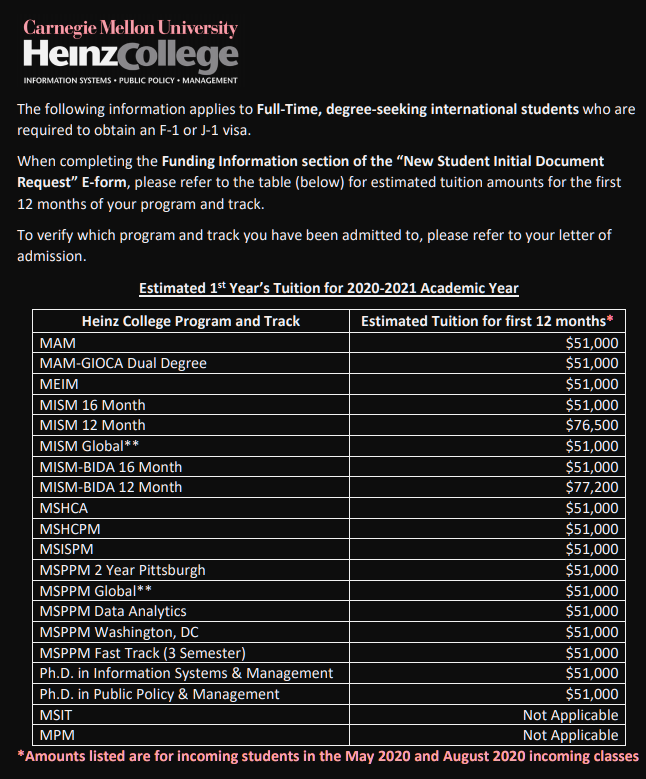 Carnegie Mellon University
HeinzCollege
INFORMATION SYSTEMS • PUBLIC POLICY • MANAGEMENT
The following information applies to Full-Time, degree-seeking international students who are
required to obtain an F-1 or J-1 visa.
When completing the Funding Information section of the “New Student Initial Document
Request” E-form, please refer to the table (below) for estimated tuition amounts for the first
12 months of your program and track.
To verify which program and track you have been admitted to, please refer to your letter of
admission.
Estimated 1st Year’s Tuition for 2020-2021 Academic Year
Heinz College Program and Track Estimated Tuition for first 12 months*
MAM $51,000
MAM-GIOCA Dual Degree $51,000
MEIM $51,000
MISM 16 Month $51,000
MISM 12 Month $76,500
MISM Global** $51,000
MISM-BIDA 16 Month $51,000
MISM-BIDA 12 Month $77,200
MSHCA $51,000
MSHCPM $51,000
MSISPM $51,000
MSPPM 2 Year Pittsburgh $51,000
MSPPM Global** $51,000
MSPPM Data Analytics $51,000
MSPPM Washington, DC $51,000
MSPPM Fast Track (3 Semester) $51,000
Ph.D. in Information Systems & Management $51,000
Ph.D. in Public Policy & Management $51,000
MSIT Not Applicable
MPM Not Applicable
*Amounts listed are for incoming students in the May 2020 and August 2020 incoming classes